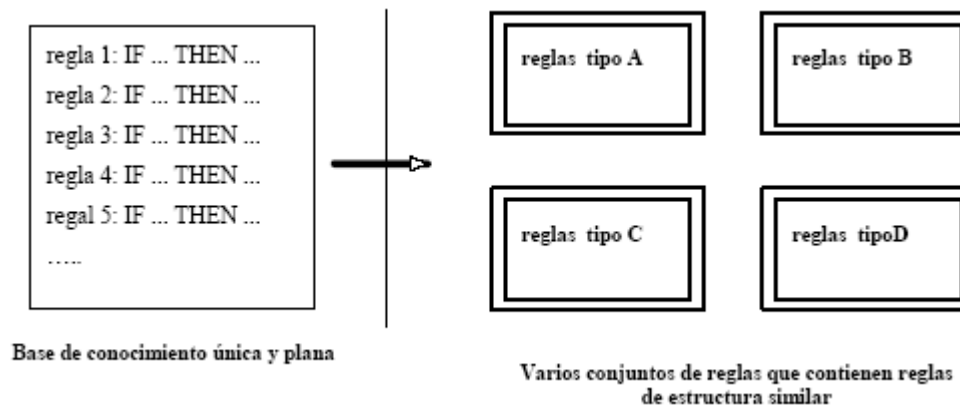 regla 1: IF ... THEN ...
regla 2: IF ... THEN ...
regla 3: IF ... THEN ...
regla 4: IF ... THEN ...
regal 5: IF ... THEN ...
.....
Base de conocimiento única y plana
reglas tipo A
reglas tipo B
reglas tipo C
reglas tipoD
Varios conjuntos de reglas que contienen reglas
de estructura similar